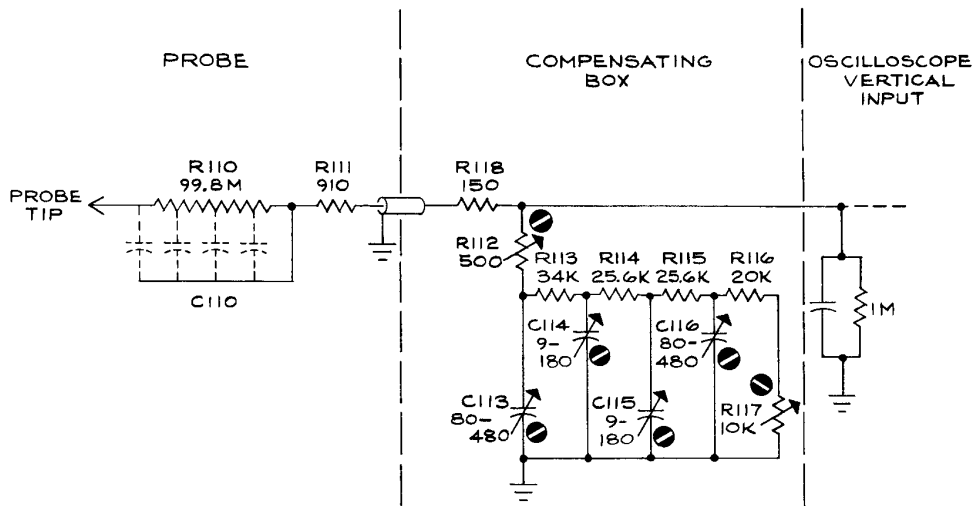 PROBE
COMPENSATING
BOX
OSCILLOSCOPE
VERTICAL
INPUT
R110
99.8M
R111
910
R118
150
PROBE
TIP
C110
R112
500
R113
34K
R114
25.6K
R115
25.6K
R116
20K
C114
9-
180
C116
80-
480
1M
C113
80-
480
C115
9-
180
R117
10K